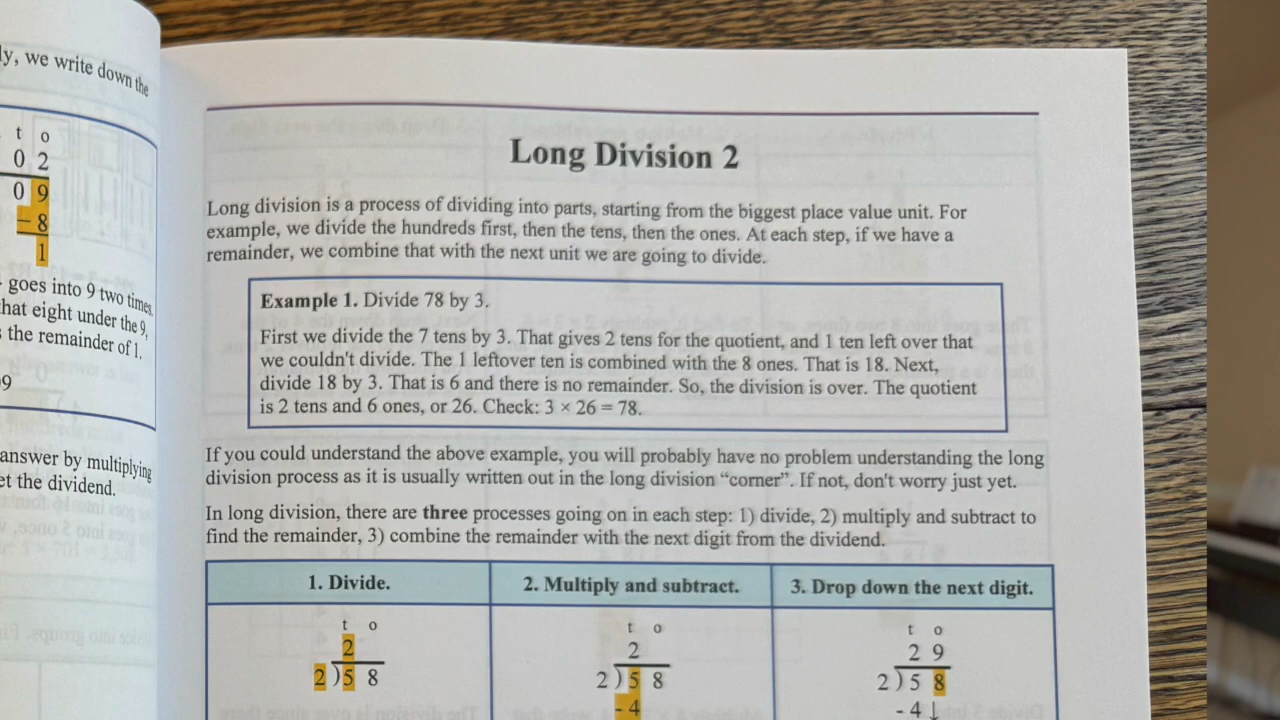 ly, we write down the
t o
0 2
0 9
− 8
1
goes into 9 two times.
hat eight under the 9,
the remainder of 1.
9
answer by multiplying
et the dividend.
Long Division 2
Long division is a process of dividing into parts, starting from the biggest place value unit. For
example, we divide the hundreds first, then the tens, then the ones. At each step, if we have a
remainder, we combine that with the next unit we are going to divide.
Example 1. Divide 78 by 3.
First we divide the 7 tens by 3. That gives 2 tens for the quotient, and 1 ten left over that
we couldn't divide. The 1 leftover ten is combined with the 8 ones. That is 18. Next,
divide 18 by 3. That is 6 and there is no remainder. So, the division is over. The quotient
is 2 tens and 6 ones, or 26. Check: 3 × 26 = 78.
If you could understand the above example, you will probably have no problem understanding the long
division process as it is usually written out in the long division “corner”. If not, don't worry just yet.
In long division, there are three processes going on in each step: 1) divide, 2) multiply and subtract to
find the remainder, 3) combine the remainder with the next digit from the dividend.
1. Divide.
t o
2
2)5 8
2. Multiply and subtract.
t o
2
2)5 8
- 4
3. Drop down the next digit.
t o
2 9
2)5 8
- 4↓